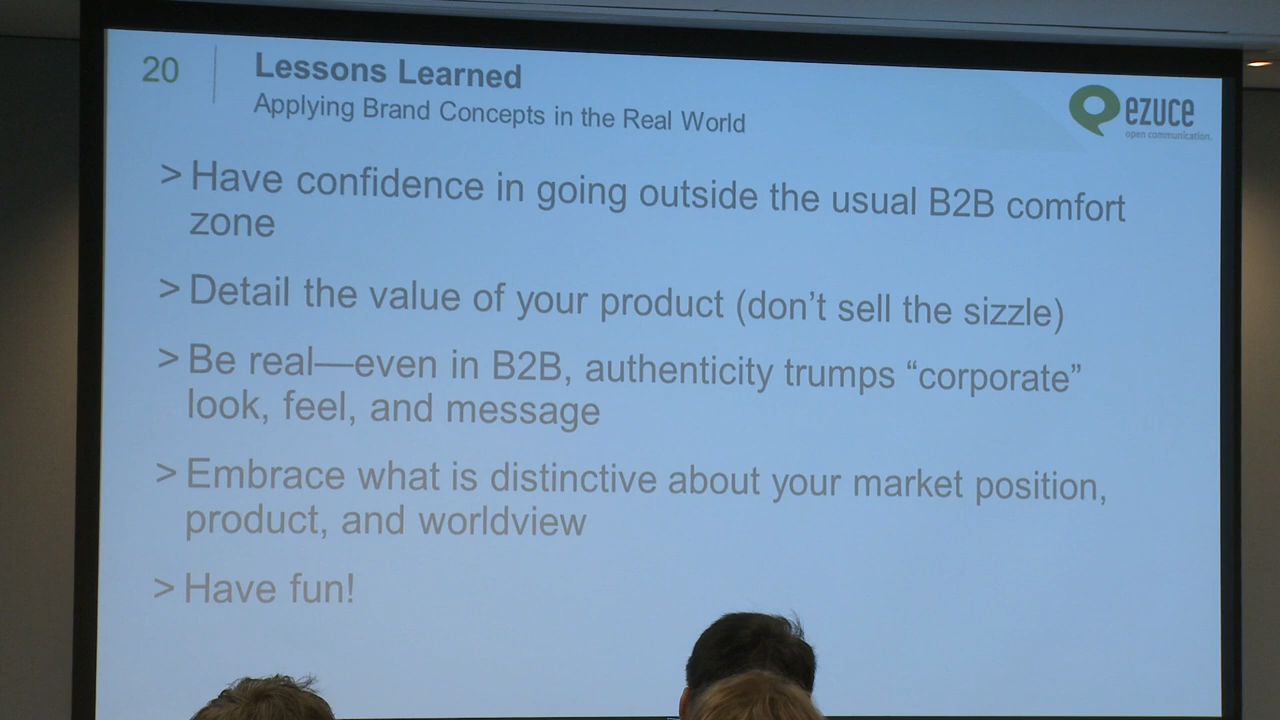 20
Lessons Learned
Applying Brand Concepts in the Real World
ezuce
open communication.
> Have confidence in going outside the usual B2B comfort
zone
> Detail the value of your product (don’t sell the sizzle)
> Be real—even in B2B, authenticity trumps “corporate”
look, feel, and message
> Embrace what is distinctive about your market position,
product, and worldview
> Have fun!